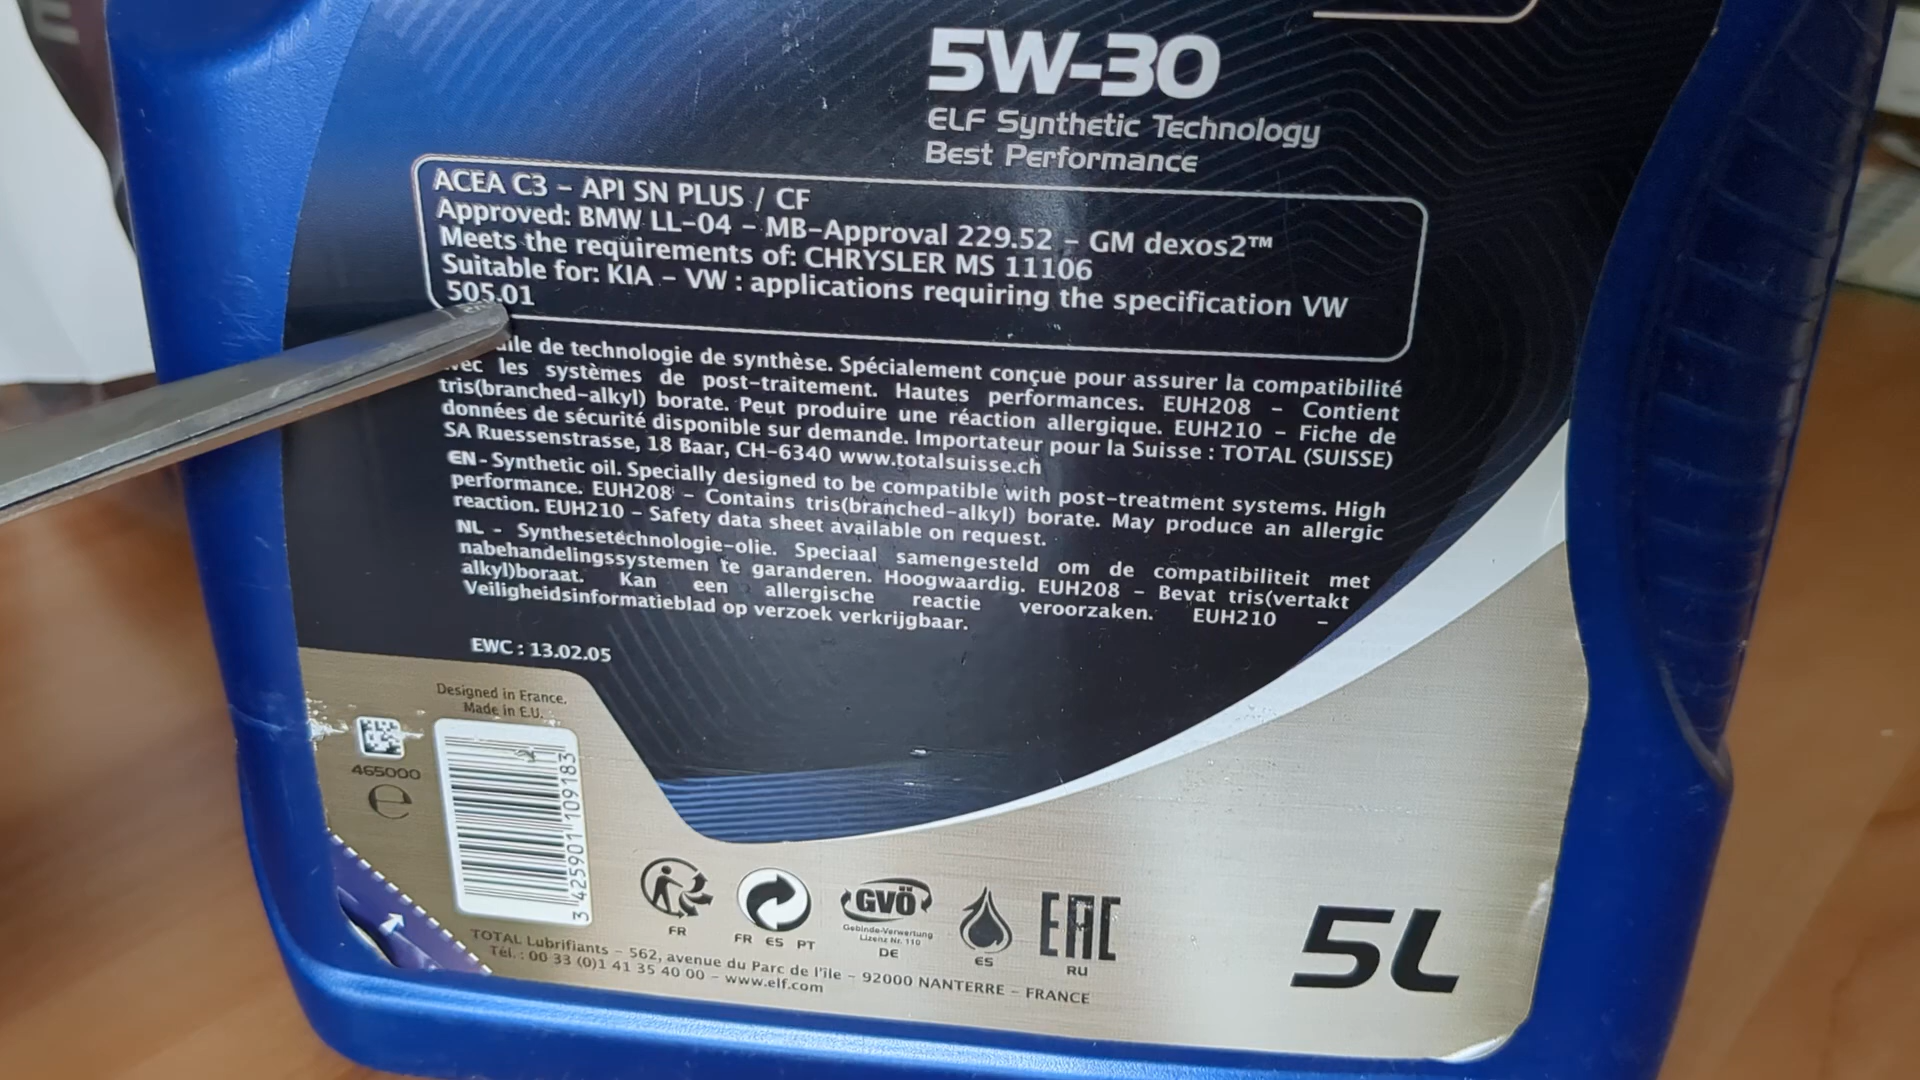 5W-30
ELF Synthetic Technology
Best Performance
ACEA C3 – API SN PLUS / CF
Approved: BMW LL-04 – MB-Approval 229.52 – GM dexos2™
Meets the requirements of: CHRYSLER MS 11106
Suitable for: KIA – VW : applications requiring the specification VW
505.01
de technologie de synthèse. Spécialement conçue pour assurer la compatibilité
les systèmes de post-traitement. Hautes performances. EUH208 – Contient
tris(branched-alkyl) borate. Peut produire une réaction allergique. EUH210 – Fiche de
données de sécurité disponible sur demande. Importateur pour la Suisse : TOTAL (SUISSE)
SA Ruessenstrasse, 18 Baar, CH-6340 www.totalsuisse.ch
EN - Synthetic oil. Specially designed to be compatible with post-treatment systems. High
performance. EUH208 – Contains tris(branched-alkyl) borate. May produce an allergic
reaction. EUH210 – Safety data sheet available on request.
NL - Synthesetechnologie-olie. Speciaal samengesteld om de compatibiliteit met
nabehandelingssystemen te garanderen. Hoogwaardig. EUH208 – Bevat tris(vertakt
alkyl)boraat. Kan een allergische reactie veroorzaken. EUH210 –
Veiligheidsinformatieblad op verzoek verkrijgbaar.
EWC : 13.02.05
Designed in France.
Made in E.U.
465000
e
3 425901 109183
FR
FR ES PT
GVÖ
Gebinde-Verwertung
Lizenz Nr. 110
DE
ES
EAC
RU
5L
TOTAL Lubrifiants – 562, avenue du Parc de l'île – 92000 NANTERRE – FRANCE
Tél. : 00 33 (0)1 41 35 40 00 – www.elf.com